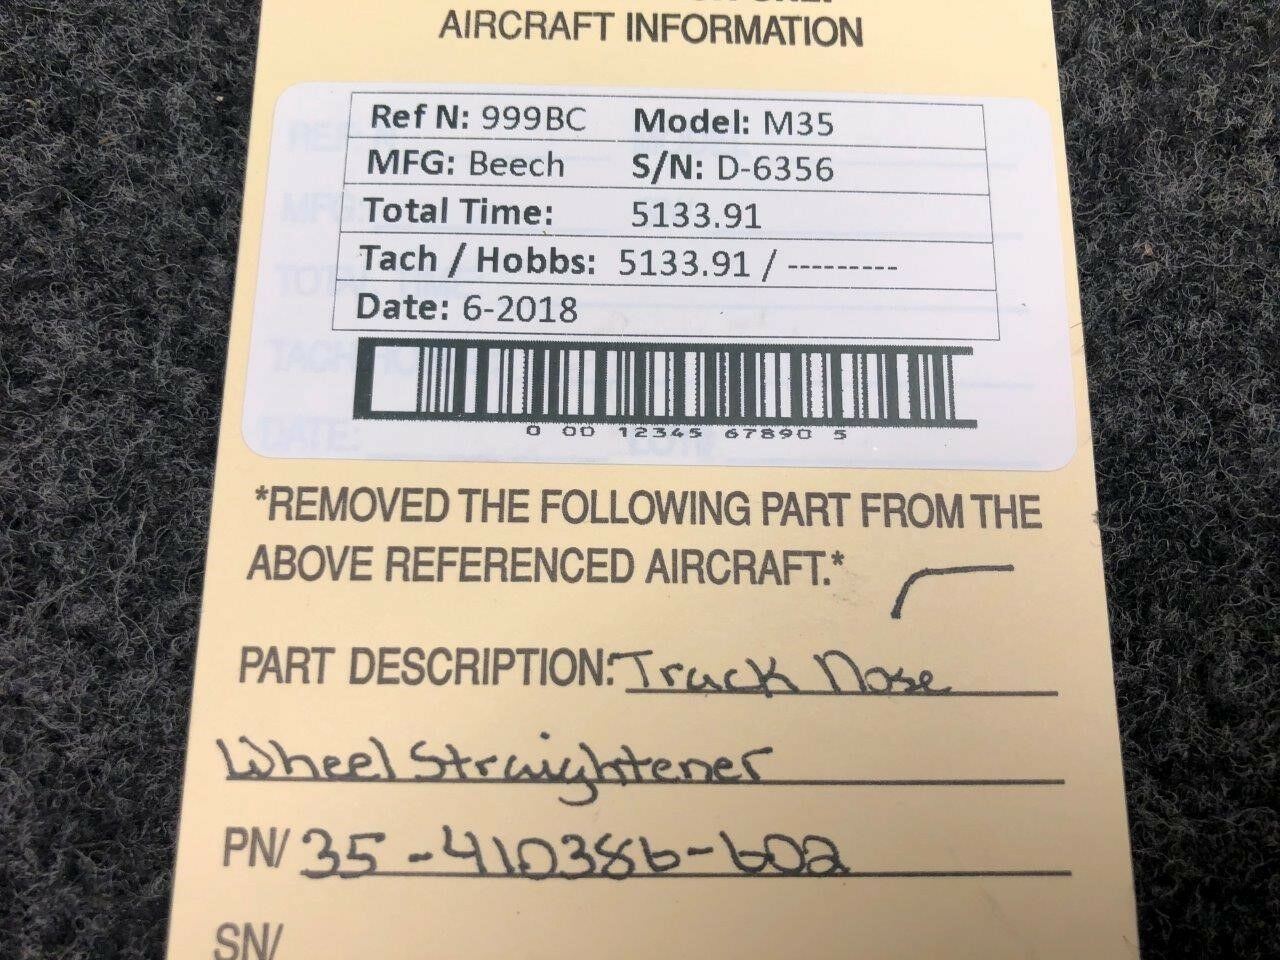 AIRCRAFT INFORMATION
Ref N: 999BC Model: M35
MFG: Beech S/N: D-6356
Total Time: 5133.91
Tach / Hobbs: 5133.91 / ---------
Date: 6-2018
0 00 12345 67890 5
*REMOVED THE FOLLOWING PART FROM THE
ABOVE REFERENCED AIRCRAFT.*
PART DESCRIPTION: Track Nose
Wheel Straightener
PN/ 35-410386-602
SN/